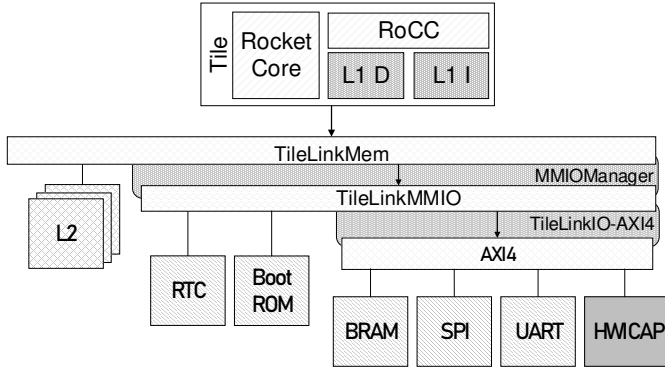 Tile
Rocket
Core
RoCC
L1 D
L1 I
TileLinkMem
MMIOManager
TileLinkMMIO
TileLinkIO-AXI4
L2
AXI4
RTC
Boot
ROM
BRAM
SPI
UART
HWICAP